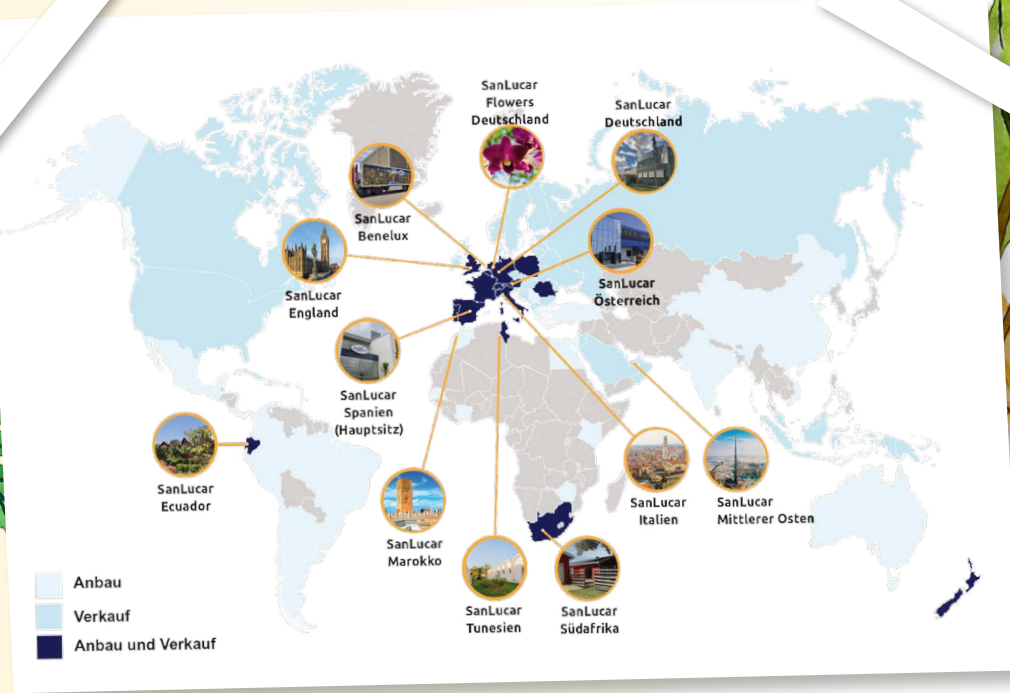 SanLucar
Flowers
Deutschland
SanLucar
Deutschland
SanLucar
Benelux
SanLucar
Österreich
SanLucar
England
SanLucar
Spanien
(Hauptsitz)
SanLucar
Ecuador
SanLucar
Marokko
SanLucar
Tunesien
SanLucar
Südafrika
SanLucar
Italien
SanLucar
Mittlerer Osten
Anbau
Verkauf
Anbau und Verkauf